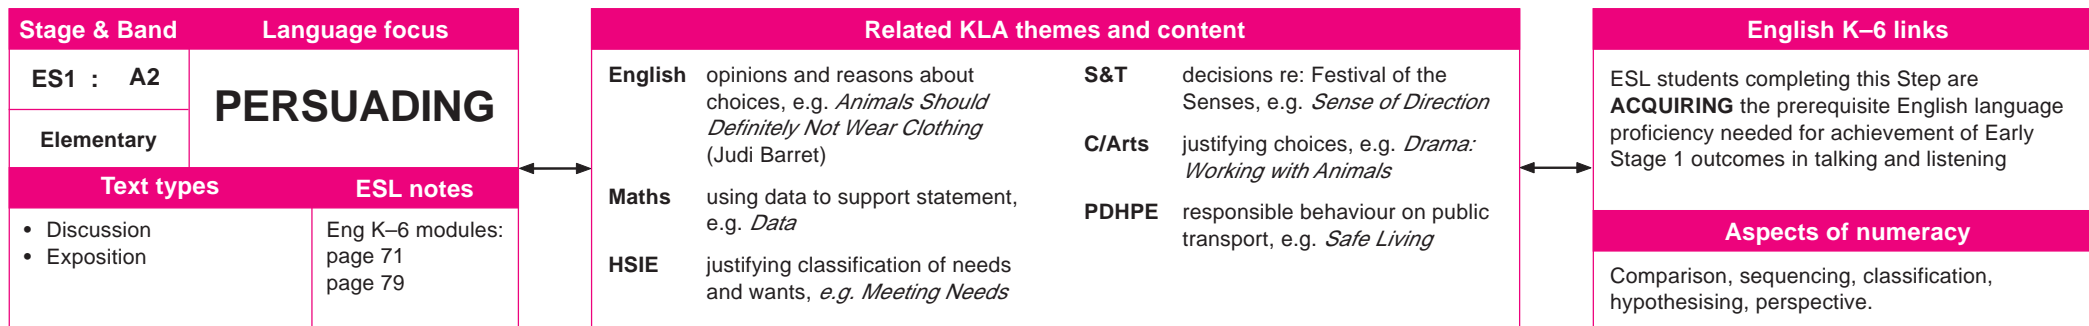 Stage & Band
Language focus
ES1 : A2
Elementary
PERSUADING
Text types
ESL notes
• Discussion
• Exposition
Eng K–6 modules:
page 71
page 79
Related KLA themes and content
English opinions and reasons about
choices, e.g. Animals Should
Definitely Not Wear Clothing
(Judi Barret)
Maths using data to support statement,
e.g. Data
HSIE justifying classification of needs
and wants, e.g. Meeting Needs
S&T decisions re: Festival of the
Senses, e.g. Sense of Direction
C/Arts justifying choices, e.g. Drama:
Working with Animals
PDHPE responsible behaviour on public
transport, e.g. Safe Living
English K–6 links
ESL students completing this Step are
ACQUIRING the prerequisite English language
proficiency needed for achievement of Early
Stage 1 outcomes in talking and listening
Aspects of numeracy
Comparison, sequencing, classification,
hypothesising, perspective.